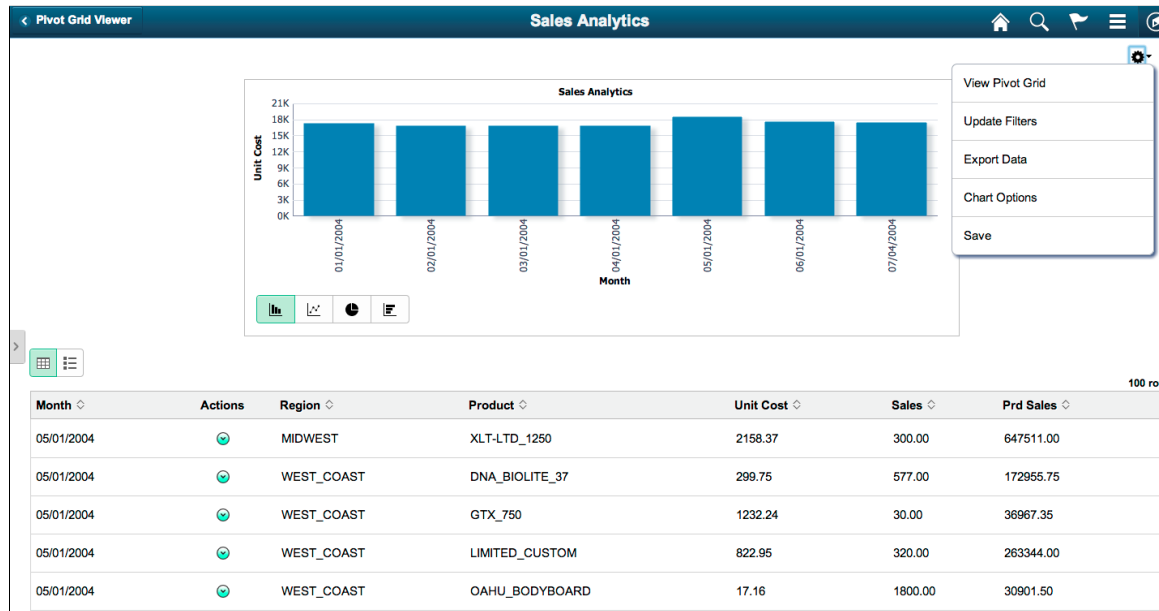 Pivot Grid Viewer
Sales Analytics
View Pivot Grid
Update Filters
Export Data
Chart Options
Save
Sales Analytics
21K
18K
15K
12K
9K
6K
3K
0K
Unit Cost
01/01/2004
02/01/2004
03/01/2004
04/01/2004
05/01/2004
06/01/2004
07/04/2004
Month
100 ro
Month Actions Region Product Unit Cost Sales Prd Sales
05/01/2004 MIDWEST XLT-LTD_1250 2158.37 300.00 647511.00
05/01/2004 WEST_COAST DNA_BIOLITE_37 299.75 577.00 172955.75
05/01/2004 WEST_COAST GTX_750 1232.24 30.00 36967.35
05/01/2004 WEST_COAST LIMITED_CUSTOM 822.95 320.00 263344.00
05/01/2004 WEST_COAST OAHU_BODYBOARD 17.16 1800.00 30901.50